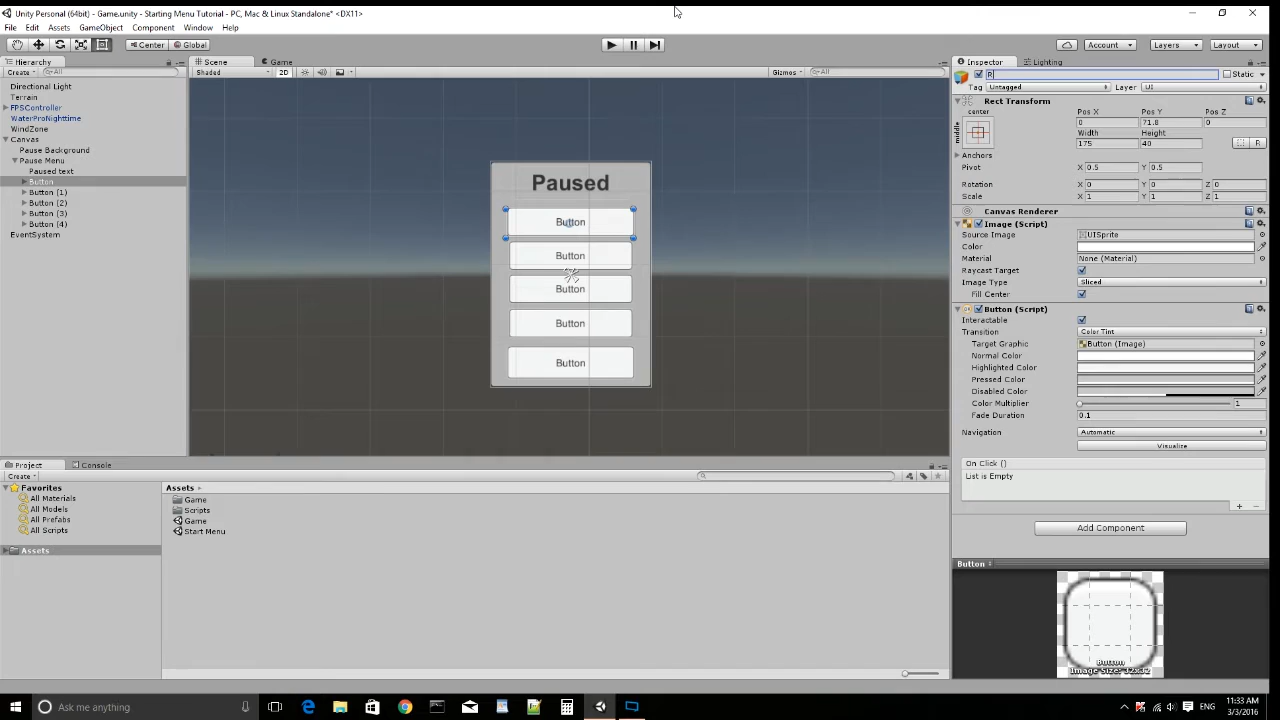 Unity Personal (64bit) - Game.unity - Starting Menu Tutorial - PC, Mac & Linux Standalone* <DX11>
File Edit Assets GameObject Component Window Help
Center Global Account Layers Layout
Hierarchy Scene Game Inspector Lighting
Create All Shaded 2D Gizmos All R Static
Tag Untagged Layer UI
Directional Light
Terrain
FPSController
WaterProNighttime
WindZone
Canvas
Pause Background
Pause Menu
Paused text
Button
Button (1)
Button (2)
Button (3)
Button (4)
EventSystem
Paused
Button
Button
Button
Button
Button
Rect Transform
center Pos X Pos Y Pos Z
middle 0 71.8 0
Width Height
175 40 R
Anchors
Pivot X 0.5 Y 0.5
Rotation X 0 Y 0 Z 0
Scale X 1 Y 1 Z 1
Canvas Renderer
Image (Script)
Source Image UISprite
Color
Material None (Material)
Raycast Target
Image Type Sliced
Fill Center
Button (Script)
Interactable
Transition Color Tint
Target Graphic Button (Image)
Normal Color
Highlighted Color
Pressed Color
Disabled Color
Color Multiplier 1
Fade Duration 0.1
Navigation Automatic
Visualize
On Click ()
List is Empty
Add Component
Button
Button
Image Size: 32x32
Project Console
Create
Favorites
All Materials
All Models
All Prefabs
All Scripts
Assets
Assets
Game
Scripts
Game
Start Menu
Ask me anything
ENG
11:33 AM
3/3/2016